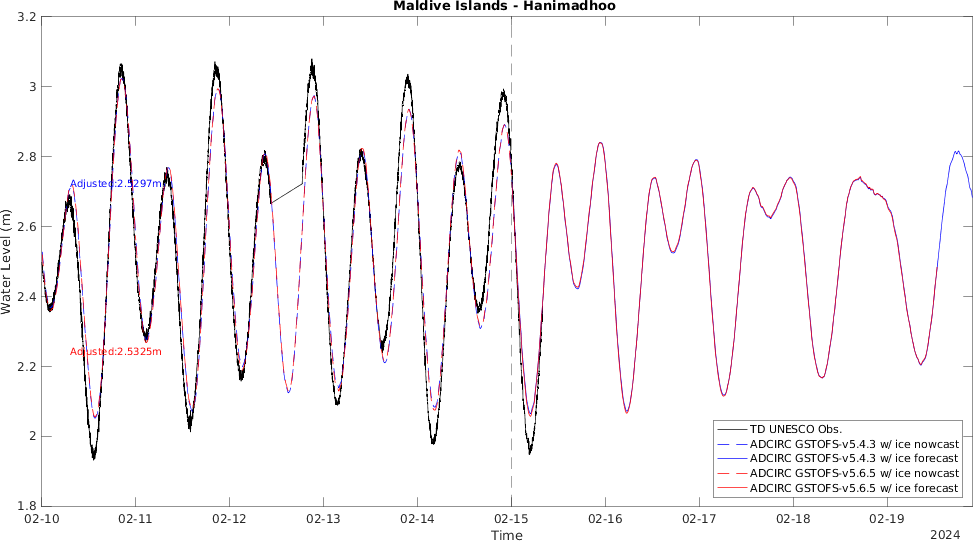 Maldive Islands - Hanimadhoo
3.2
3
2.8
2.6
2.4
2.2
2
1.8
Water Level (m)
Adjusted:2.5297m
Adjusted:2.5325m
TD UNESCO Obs.
ADCIRC GSTOFS-v5.4.3 w/ ice nowcast
ADCIRC GSTOFS-v5.4.3 w/ ice forecast
ADCIRC GSTOFS-v5.6.5 w/ ice nowcast
ADCIRC GSTOFS-v5.6.5 w/ ice forecast
02-10 02-11 02-12 02-13 02-14 02-15 02-16 02-17 02-18 02-19
Time
2024